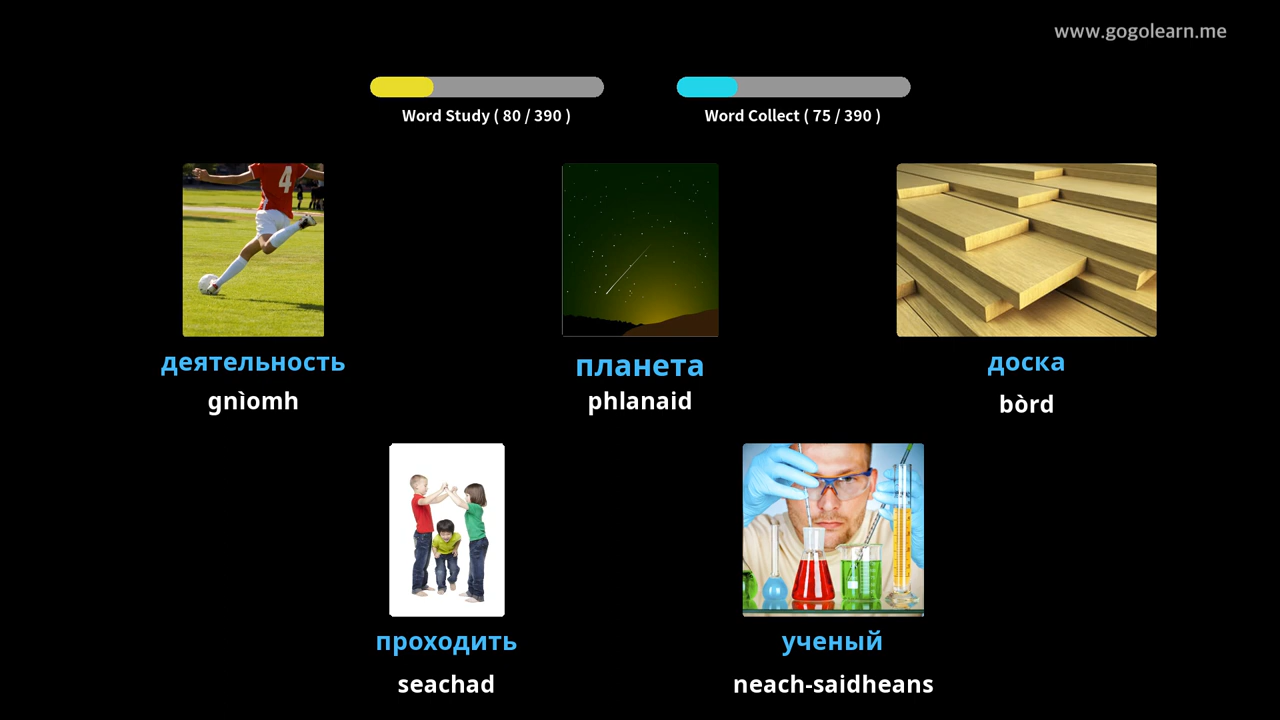 www.gogolearn.me
Word Study ( 80 / 390 )
Word Collect ( 75 / 390 )
4
деятельность
планета
доска
gnìomh
phlanaid
bòrd
проходить
ученый
seachad
neach-saidheans